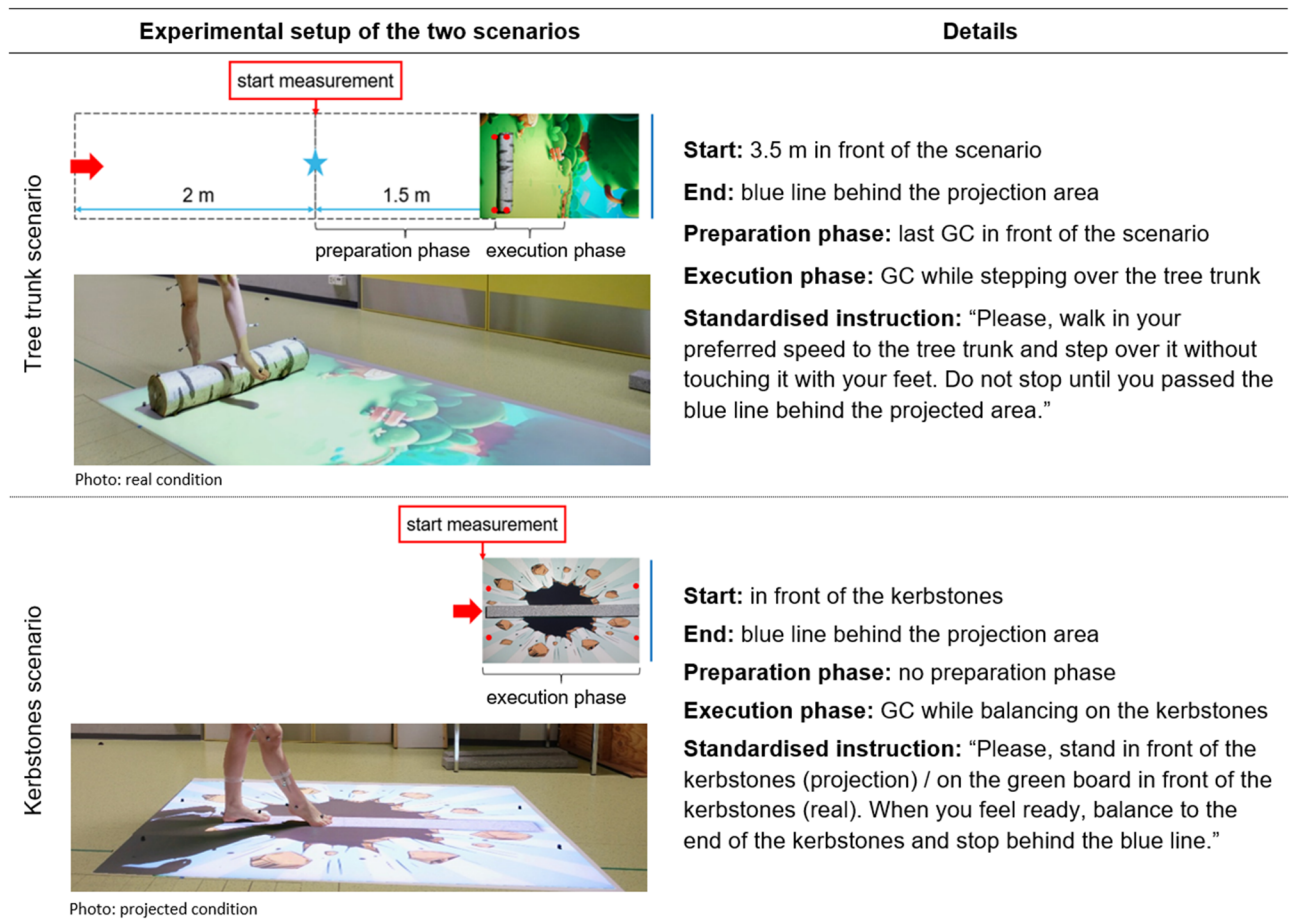 Experimental setup of the two scenarios
Details
Tree trunk scenario
start measurement
2 m
1.5 m
preparation phase
execution phase
Photo: real condition
Start: 3.5 m in front of the scenario
End: blue line behind the projection area
Preparation phase: last GC in front of the scenario
Execution phase: GC while stepping over the tree trunk
Standardised instruction: “Please, walk in your
preferred speed to the tree trunk and step over it without
touching it with your feet. Do not stop until you passed the
blue line behind the projected area.”
Kerbstones scenario
start measurement
execution phase
Photo: projected condition
Start: in front of the kerbstones
End: blue line behind the projection area
Preparation phase: no preparation phase
Execution phase: GC while balancing on the kerbstones
Standardised instruction: “Please, stand in front of the
kerbstones (projection) / on the green board in front of the
kerbstones (real). When you feel ready, balance to the
end of the kerbstones and stop behind the blue line.”